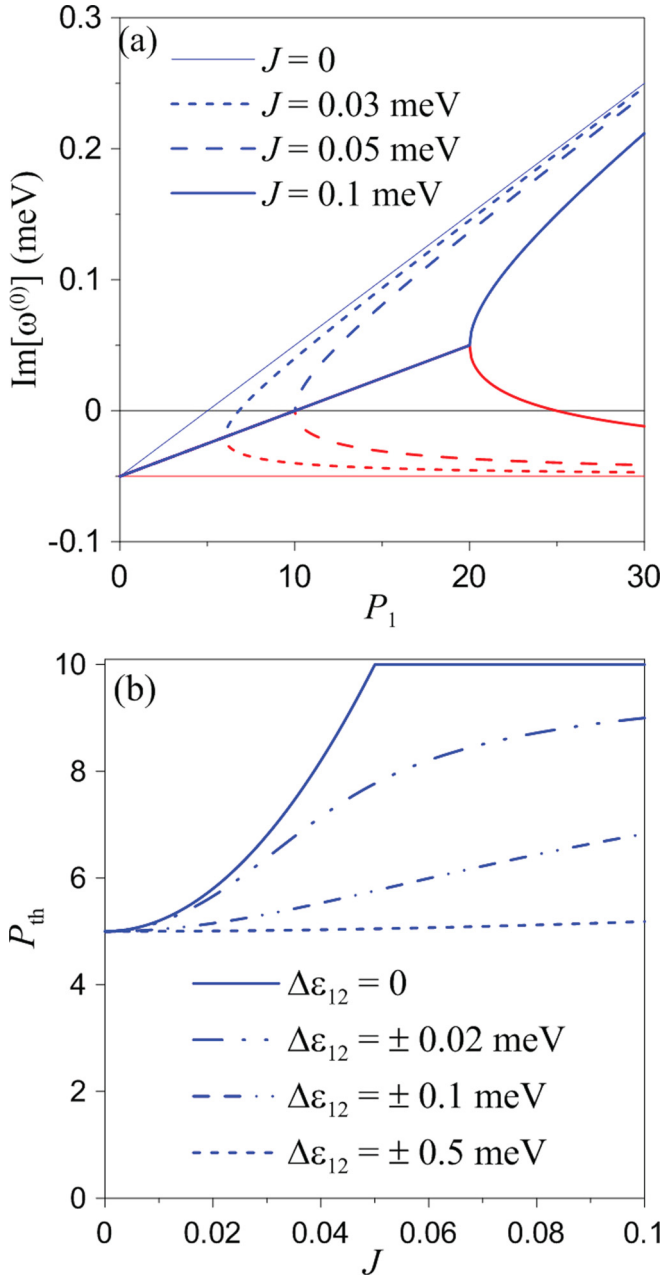 (a)
J = 0
J = 0.03 meV
J = 0.05 meV
J = 0.1 meV
Im[ω⁽⁰⁾] (meV)
0.3
0.2
0.1
0
-0.1
0 10 20 30
P₁
(b)
P_th
10
8
6
4
2
0
Δε₁₂ = 0
Δε₁₂ = ± 0.02 meV
Δε₁₂ = ± 0.1 meV
Δε₁₂ = ± 0.5 meV
0 0.02 0.04 0.06 0.08 0.1
J